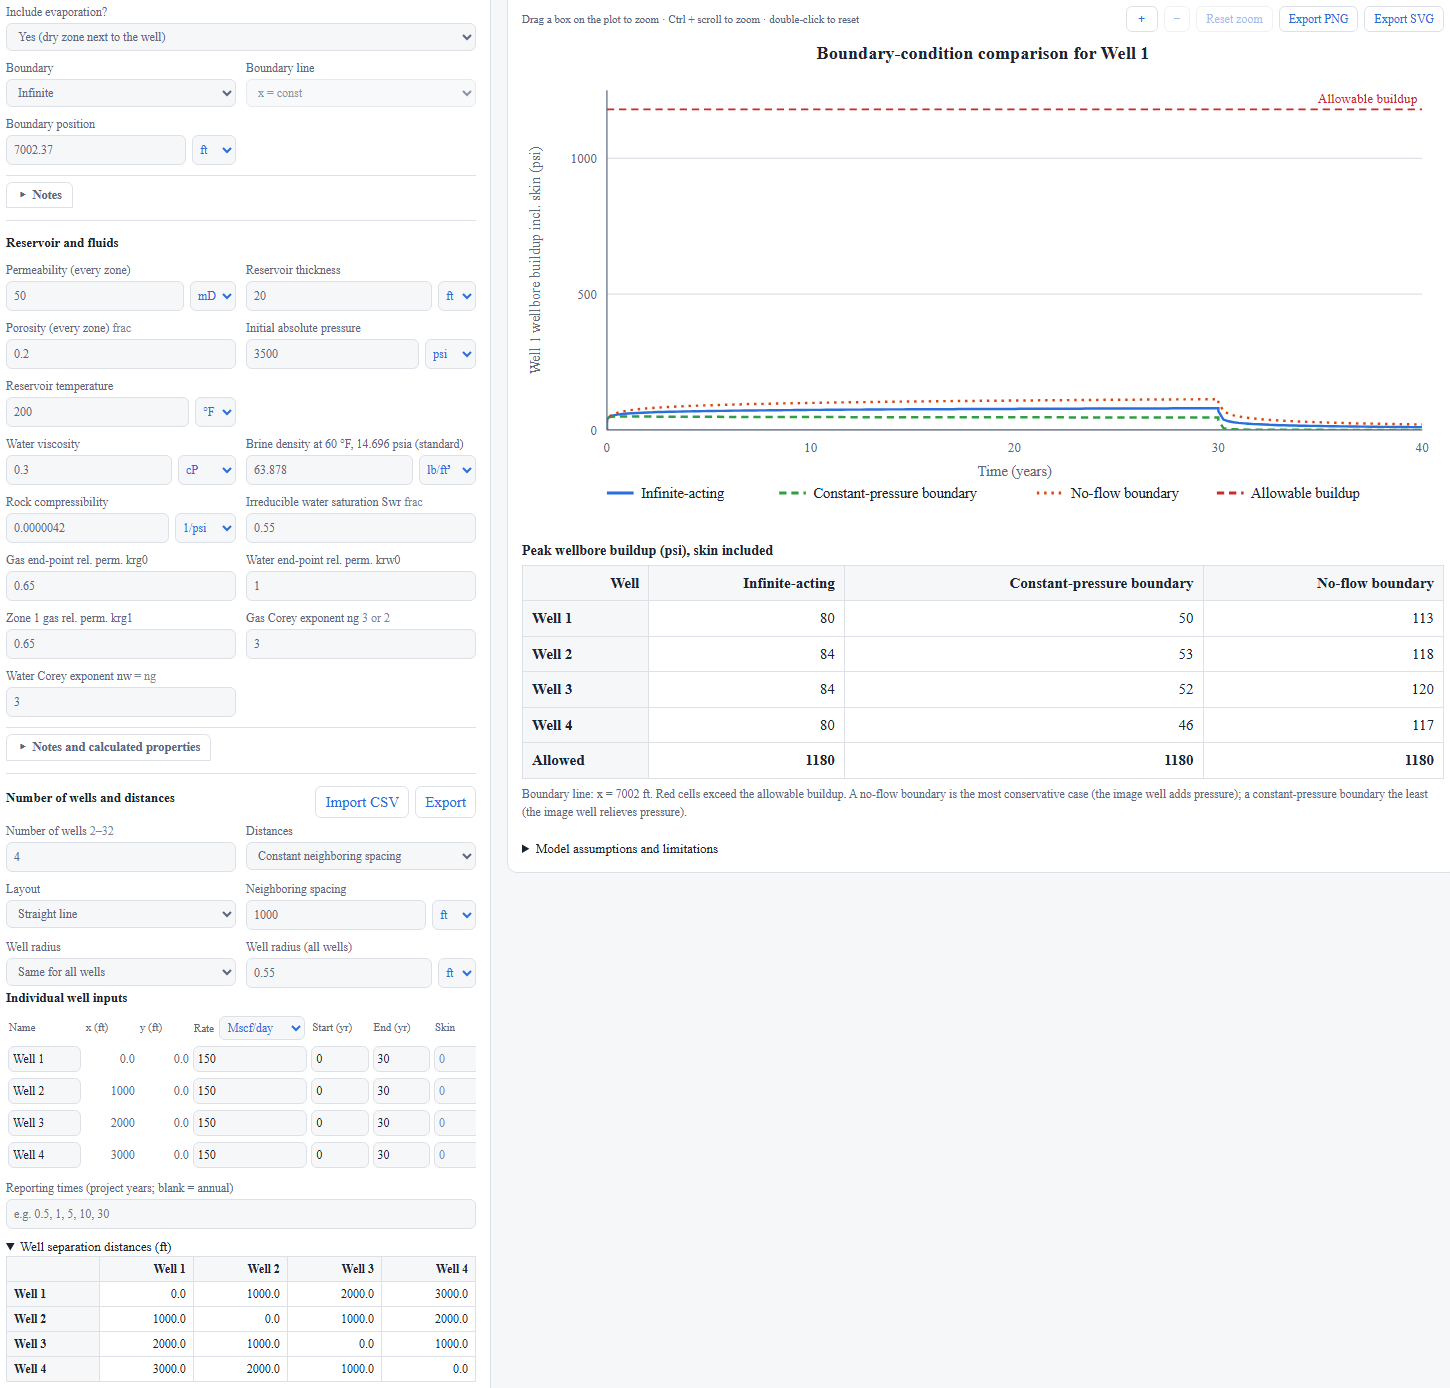 Include evaporation?
Yes (dry zone next to the well)
Boundary Boundary line
Infinite x = const
Boundary position
7002.37 ft
Notes
Reservoir and fluids
Permeability (every zone) Reservoir thickness
50 mD 20 ft
Porosity (every zone) frac Initial absolute pressure
0.2 3500 psi
Reservoir temperature
200 °F
Water viscosity Brine density at 60 °F, 14.696 psia (standard)
0.3 cP 63.878 lb/ft³
Rock compressibility Irreducible water saturation Swr frac
0.0000042 1/psi 0.55
Gas end-point rel. perm. krg0 Water end-point rel. perm. krw0
0.65 1
Zone 1 gas rel. perm. krg1 Gas Corey exponent ng 3 or 2
0.65 3
Water Corey exponent nw = ng
3
Notes and calculated properties
Number of wells and distances Import CSV Export
Number of wells 2–32 Distances
4 Constant neighboring spacing
Layout Neighboring spacing
Straight line 1000 ft
Well radius Well radius (all wells)
Same for all wells 0.55 ft
Individual well inputs
Name x (ft) y (ft) Rate Mscf/day Start (yr) End (yr) Skin
Well 1 0.0 0.0 150 0 30 0
Well 2 1000 0.0 150 0 30 0
Well 3 2000 0.0 150 0 30 0
Well 4 3000 0.0 150 0 30 0
Reporting times (project years; blank = annual)
e.g. 0.5, 1, 5, 10, 30
Well separation distances (ft)
Well 1 Well 2 Well 3 Well 4
Well 1 0.0 1000.0 2000.0 3000.0
Well 2 1000.0 0.0 1000.0 2000.0
Well 3 2000.0 1000.0 0.0 1000.0
Well 4 3000.0 2000.0 1000.0 0.0
Drag a box on the plot to zoom · Ctrl + scroll to zoom · double-click to reset
+ − Reset zoom Export PNG Export SVG
Boundary-condition comparison for Well 1
Allowable buildup
Well 1 wellbore buildup incl. skin (psi)
1000
500
0
0 10 20 30 40
Time (years)
Infinite-acting Constant-pressure boundary No-flow boundary Allowable buildup
Peak wellbore buildup (psi), skin included
Well Infinite-acting Constant-pressure boundary No-flow boundary
Well 1 80 50 113
Well 2 84 53 118
Well 3 84 52 120
Well 4 80 46 117
Allowed 1180 1180 1180
Boundary line: x = 7002 ft. Red cells exceed the allowable buildup. A no-flow boundary is the most conservative case (the image well adds pressure); a constant-pressure boundary the least
(the image well relieves pressure).
Model assumptions and limitations